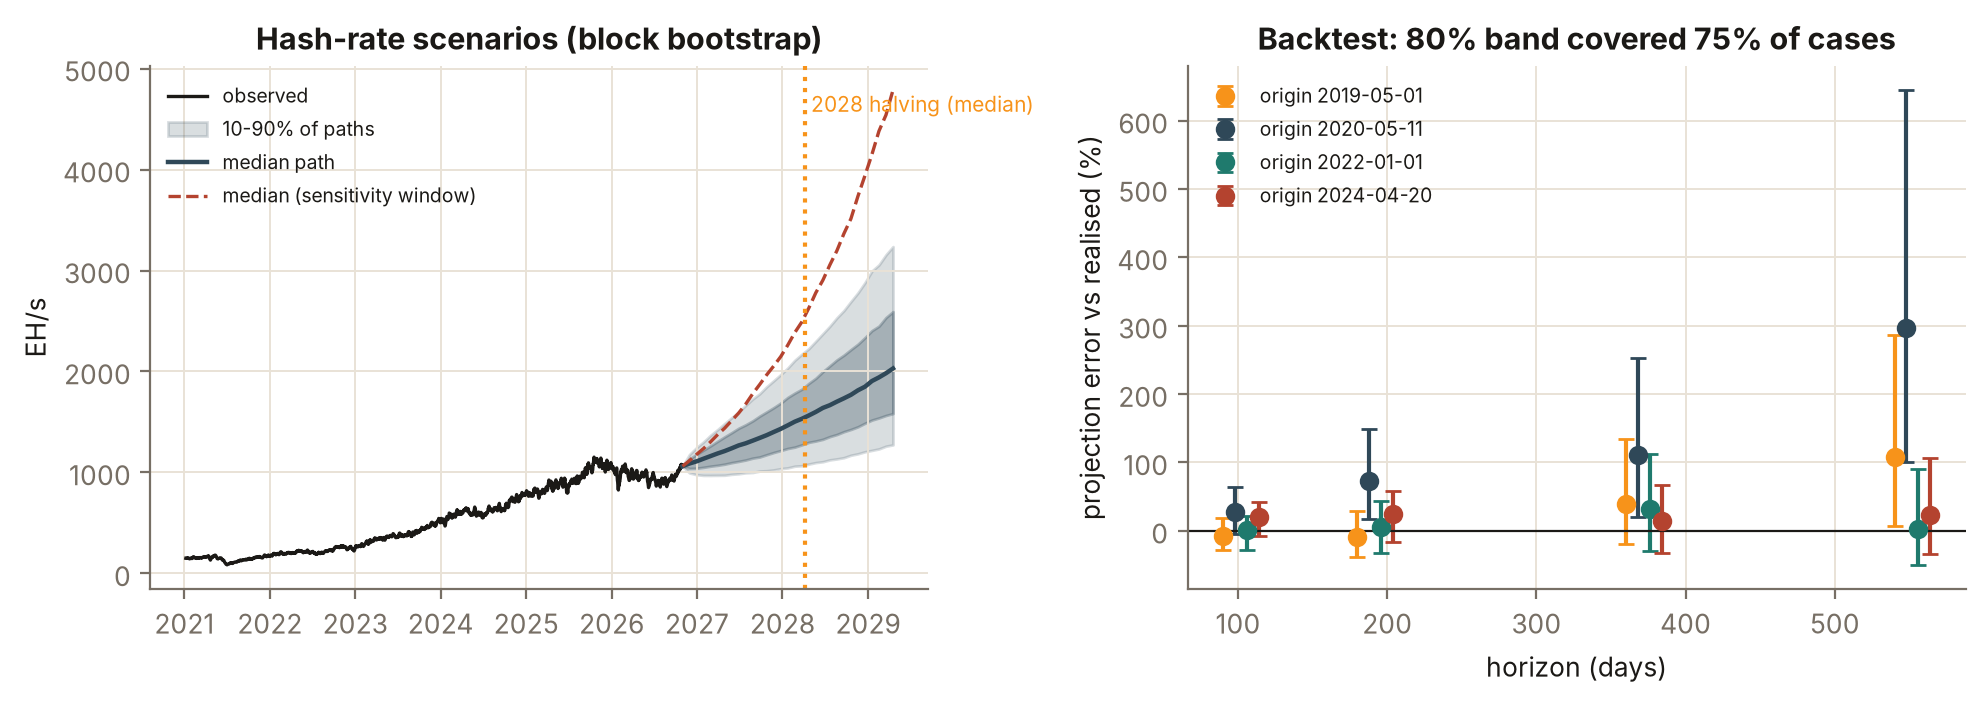 Hash-rate scenarios (block bootstrap)
5000
4000
3000
2000
1000
0
EH/s
observed
10-90% of paths
median path
median (sensitivity window)
2028 halving (median)
2021 2022 2023 2024 2025 2026 2027 2028 2029
Backtest: 80% band covered 75% of cases
600
500
400
300
200
100
0
projection error vs realised (%)
origin 2019-05-01
origin 2020-05-11
origin 2022-01-01
origin 2024-04-20
100 200 300 400 500
horizon (days)